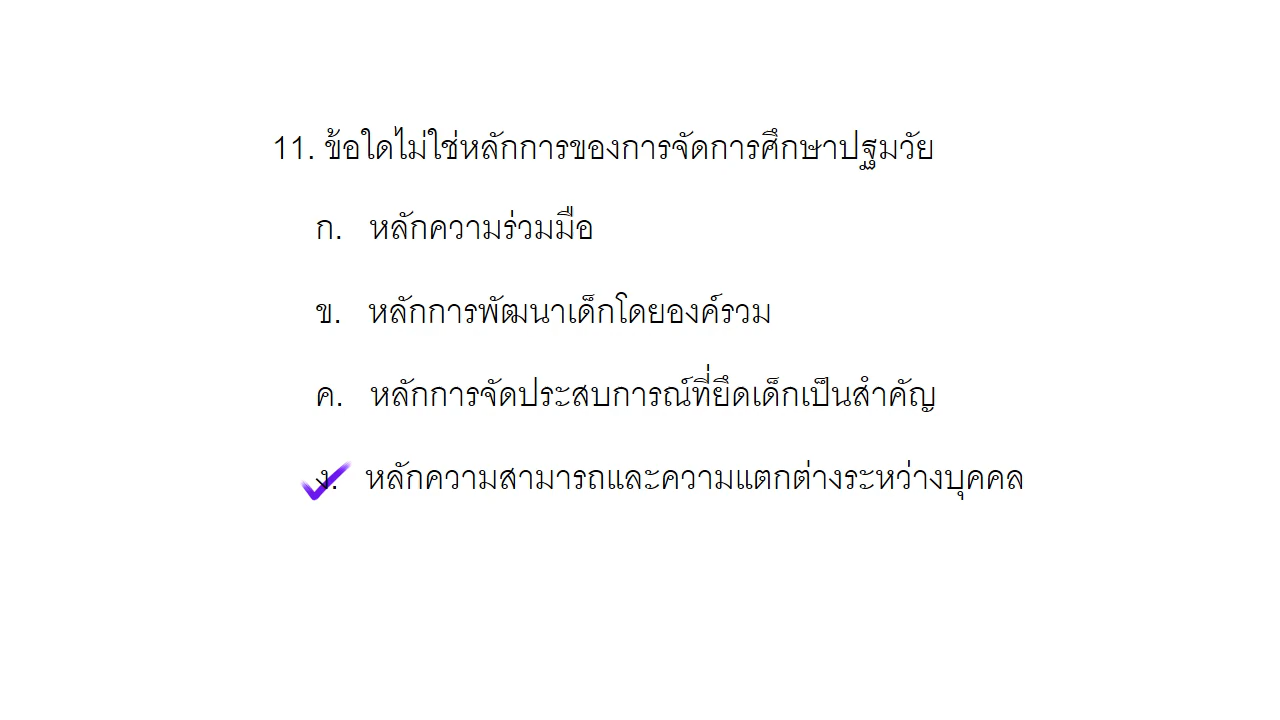 11. ข้อใดไม่ใช่หลักการของการจัดการศึกษาปฐมวัย
ก. หลักความร่วมมือ
ข. หลักการพัฒนาเด็กโดยองค์รวม
ค. หลักการจัดประสบการณ์ที่ยึดเด็กเป็นสำคัญ
ง. หลักความสามารถและความแตกต่างระหว่างบุคคล